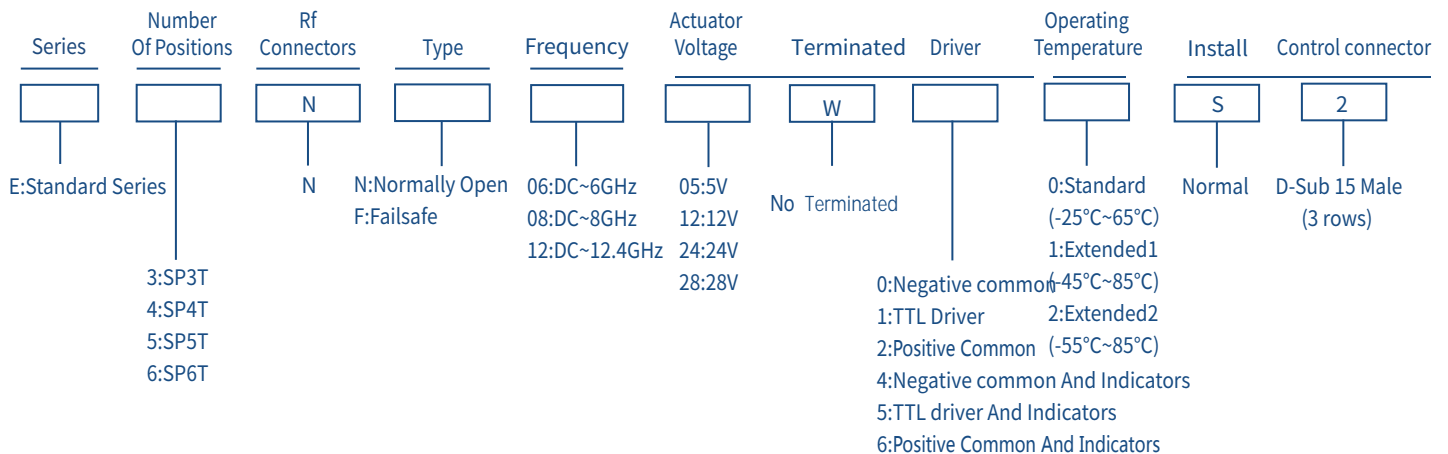 Series
Number
Of Positions
Rf
Connectors
Type
Frequency
Actuator
Voltage
Terminated
Driver
Operating
Temperature
Install
Control connector
N
W
S
2
E:Standard Series
3:SP3T
4:SP4T
5:SP5T
6:SP6T
N
N:Normally Open
F:Failsafe
06:DC~6GHz
08:DC~8GHz
12:DC~12.4GHz
05:5V
12:12V
24:24V
28:28V
No Terminated
0:Negative common
1:TTL Driver
2:Positive Common
4:Negative common And Indicators
5:TTL driver And Indicators
6:Positive Common And Indicators
0:Standard
(-25°C~65°C)
1:Extended1
(-45°C~85°C)
2:Extended2
(-55°C~85°C)
Normal
D-Sub 15 Male
(3 rows)